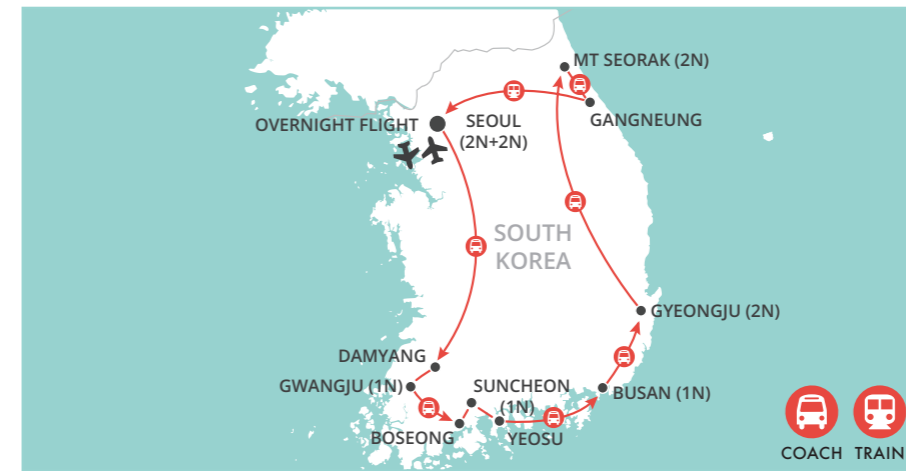 MT SEORAK (2N)
OVERNIGHT FLIGHT
SEOUL
(2N+2N)
GANGNEUNG
SOUTH
KOREA
GYEONGJU (2N)
DAMYANG
GWANGJU (1N)
SUNCHEON
(1N)
BUSAN (1N)
BOSEONG
YEOSU
COACH
TRAIN